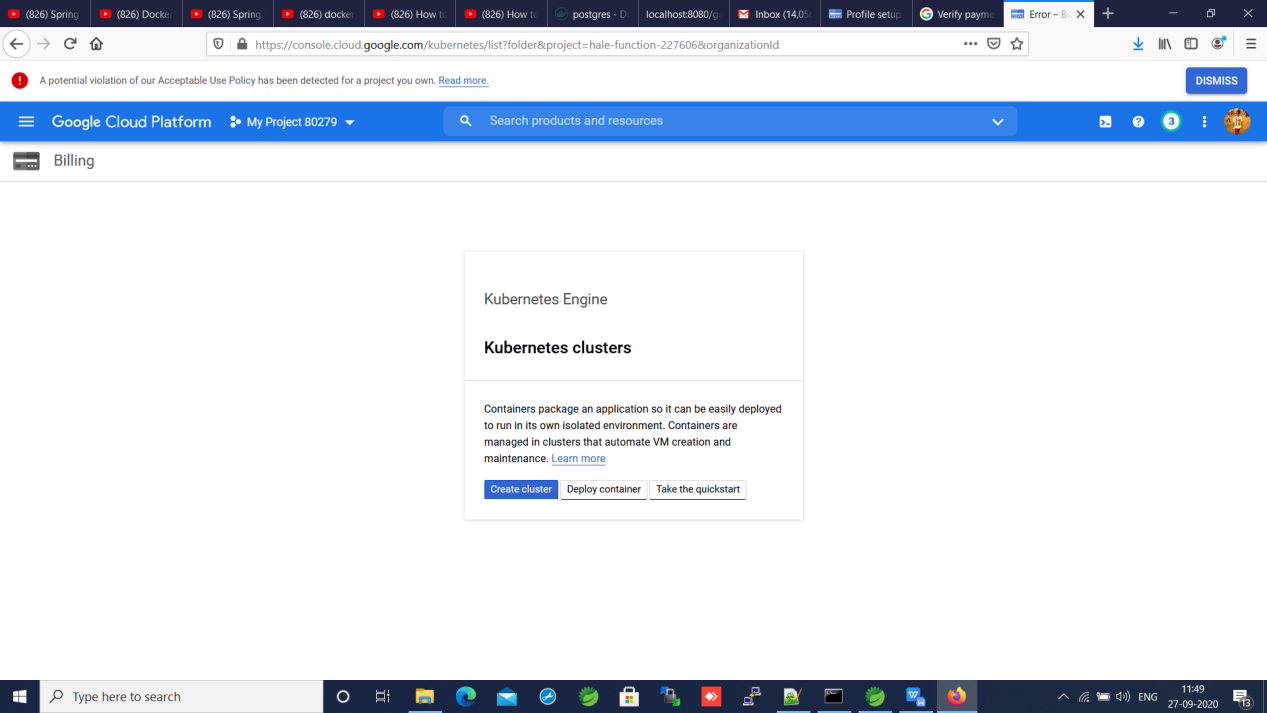 (826) Spring
(826) Docker
(826) Spring
(826) docker
(826) How to
(826) How to
postgres - D
localhost:8080/g
Inbox (14,05
Profile setup
Verify payme
Error – Bi
https://console.cloud.google.com/kubernetes/list?folder&project=hale-function-227606&organizationId
A potential violation of our Acceptable Use Policy has been detected for a project you own. Read more.
DISMISS
Google Cloud Platform
My Project 80279
Search products and resources
3
Billing
Kubernetes Engine
Kubernetes clusters
Containers package an application so it can be easily deployed
to run in its own isolated environment. Containers are
managed in clusters that automate VM creation and
maintenance. Learn more
Create cluster
Deploy container
Take the quickstart
Type here to search
ENG
11:49
27-09-2020
13